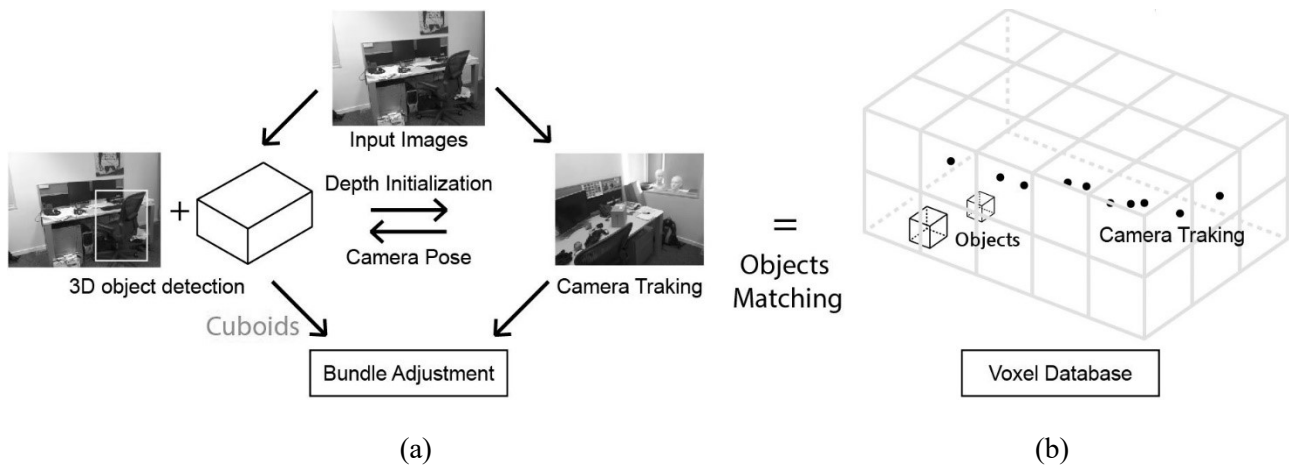 Input Images
Depth Initialization
+
Camera Pose
3D object detection
Camera Traking
Cuboids
Bundle Adjustment
=
Objects
Matching
Objects
Camera Traking
Voxel Database
(a)
(b)